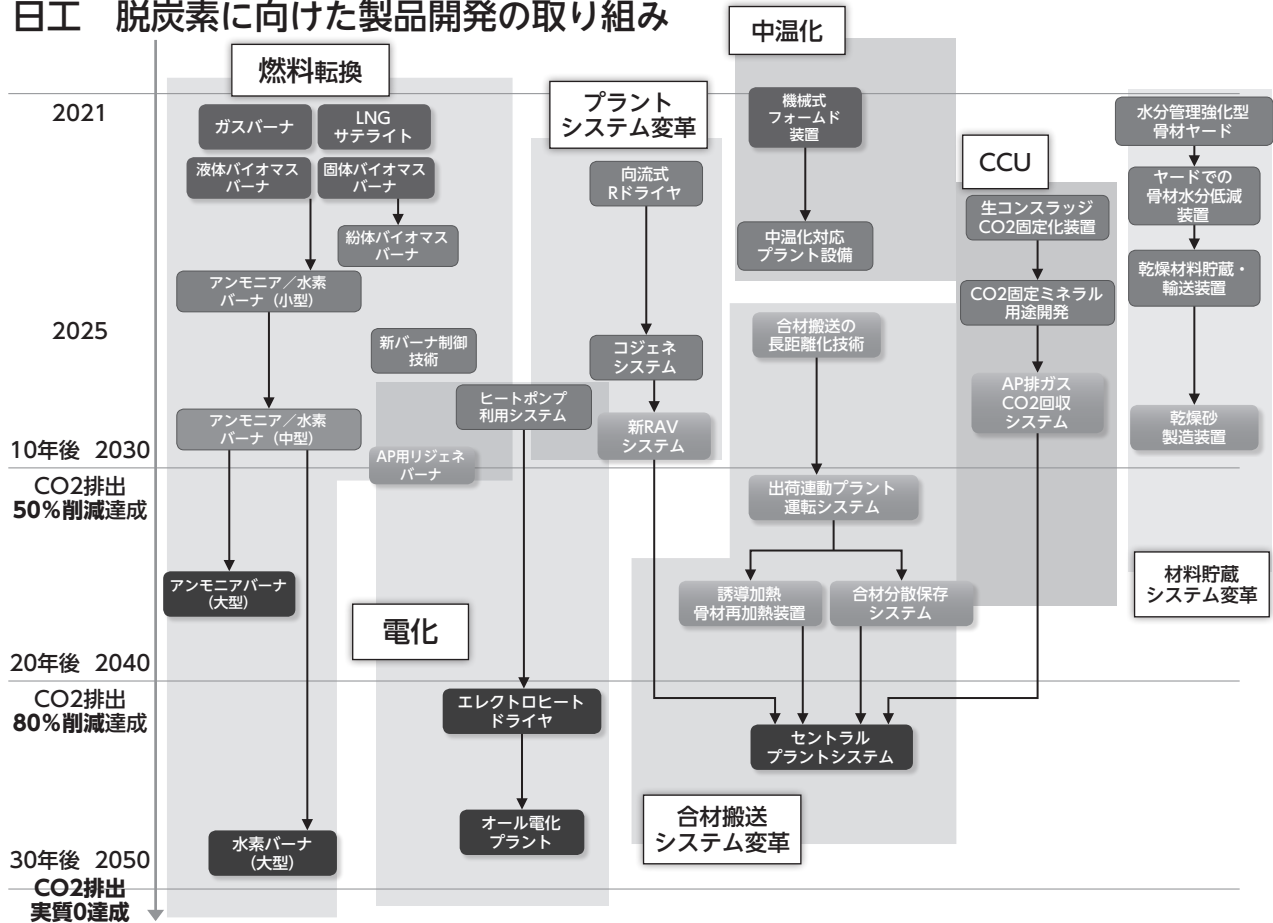 日工 脱炭素に向けた製品開発の取り組み
燃料転換
プラント
システム変革
中温化
CCU
2021
ガスバーナ
LNG
サテライト
液体バイオマス
バーナ
固体バイオマス
バーナ
紛体バイオマス
バーナ
アンモニア／水素
バーナ（小型）
向流式
Rドライヤ
機械式
フォームド
装置
中温化対応
プラント設備
生コンスラッジ
CO2固定化装置
CO2固定ミネラル
用途開発
水分管理強化型
骨材ヤード
ヤードでの
骨材水分低減
装置
乾燥材料貯蔵・
輸送装置
2025
新バーナ制御
技術
コジェネ
システム
合材搬送の
長距離化技術
AP排ガス
CO2回収
システム
ヒートポンプ
利用システム
アンモニア／水素
バーナ（中型）
新RAV
システム
乾燥砂
製造装置
AP用リジェネ
バーナ
10年後 2030
CO2排出
50%削減達成
出荷連動プラント
運転システム
アンモニアバーナ
（大型）
誘導加熱
骨材再加熱装置
合材分散保存
システム
材料貯蔵
システム変革
電化
20年後 2040
CO2排出
80%削減達成
エレクトロヒート
ドライヤ
セントラル
プラントシステム
オール電化
プラント
合材搬送
システム変革
水素バーナ
（大型）
30年後 2050
CO2排出
実質0達成